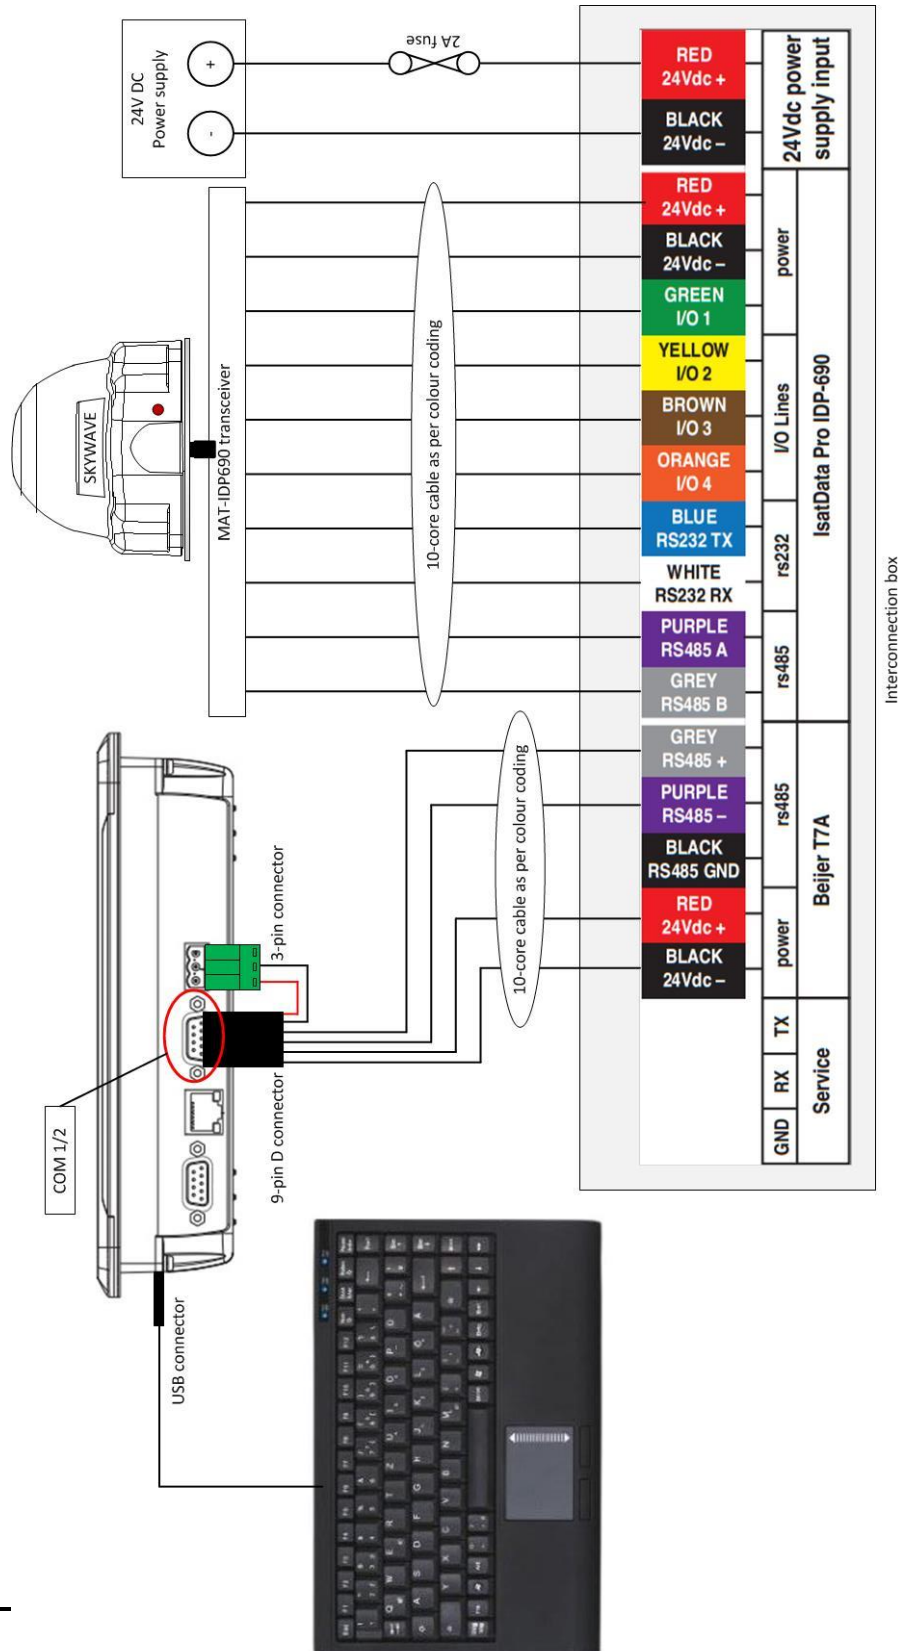 24V DC
Power supply
+
-
2A fuse
SKYWAVE
MAT-IDP690 transceiver
10-core cable as per colour coding
RED
24Vdc +
BLACK
24Vdc –
24Vdc power
supply input
RED
24Vdc +
BLACK
24Vdc –
GREEN
I/O 1
YELLOW
I/O 2
BROWN
I/O 3
ORANGE
I/O 4
BLUE
RS232 TX
WHITE
RS232 RX
PURPLE
RS485 A
GREY
RS485 B
power
I/O Lines
rs232
rs485
IsatData Pro IDP-690
COM 1/2
3-pin connector
9-pin D connector
10-core cable as per colour coding
GREY
RS485 +
PURPLE
RS485 –
BLACK
RS485 GND
RED
24Vdc +
BLACK
24Vdc –
rs485
power
Beijer T7A
TX
RX
GND
Service
Interconnection box
USB connector